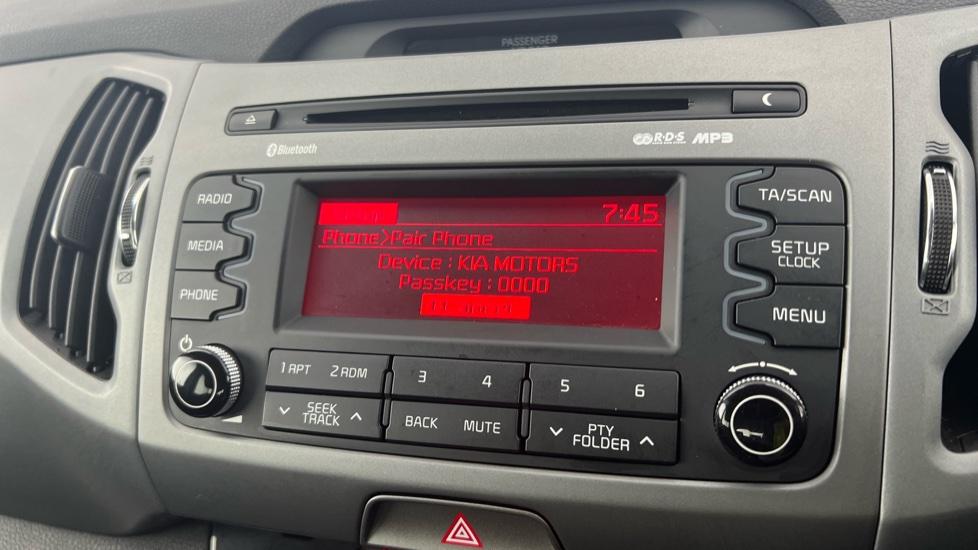 PASSENGER
Bluetooth
R·D·S MP3
RADIO
MEDIA
PHONE
7:45
Phone>Pair Phone
Device : KIA MOTORS
Passkey : 0000
TA/SCAN
SETUP
CLOCK
MENU
1 RPT 2 RDM 3 4 5 6
SEEK
TRACK
BACK MUTE
PTY
FOLDER